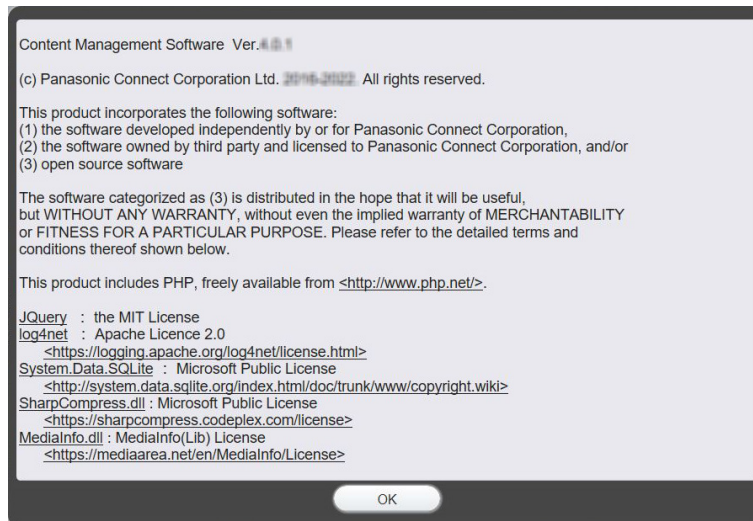 Content Management Software Ver.
(c) Panasonic Connect Corporation Ltd. All rights reserved.
This product incorporates the following software:
(1) the software developed independently by or for Panasonic Connect Corporation,
(2) the software owned by third party and licensed to Panasonic Connect Corporation, and/or
(3) open source software
The software categorized as (3) is distributed in the hope that it will be useful,
but WITHOUT ANY WARRANTY, without even the implied warranty of MERCHANTABILITY
or FITNESS FOR A PARTICULAR PURPOSE. Please refer to the detailed terms and
conditions thereof shown below.
This product includes PHP, freely available from <http://www.php.net/>.
JQuery : the MIT License
log4net : Apache Licence 2.0
<https://logging.apache.org/log4net/license.html>
System.Data.SQLite : Microsoft Public License
<http://system.data.sqlite.org/index.html/doc/trunk/www/copyright.wiki>
SharpCompress.dll : Microsoft Public License
<https://sharpcompress.codeplex.com/license>
MediaInfo.dll : MediaInfo(Lib) License
<https://mediaarea.net/en/MediaInfo/License>
OK